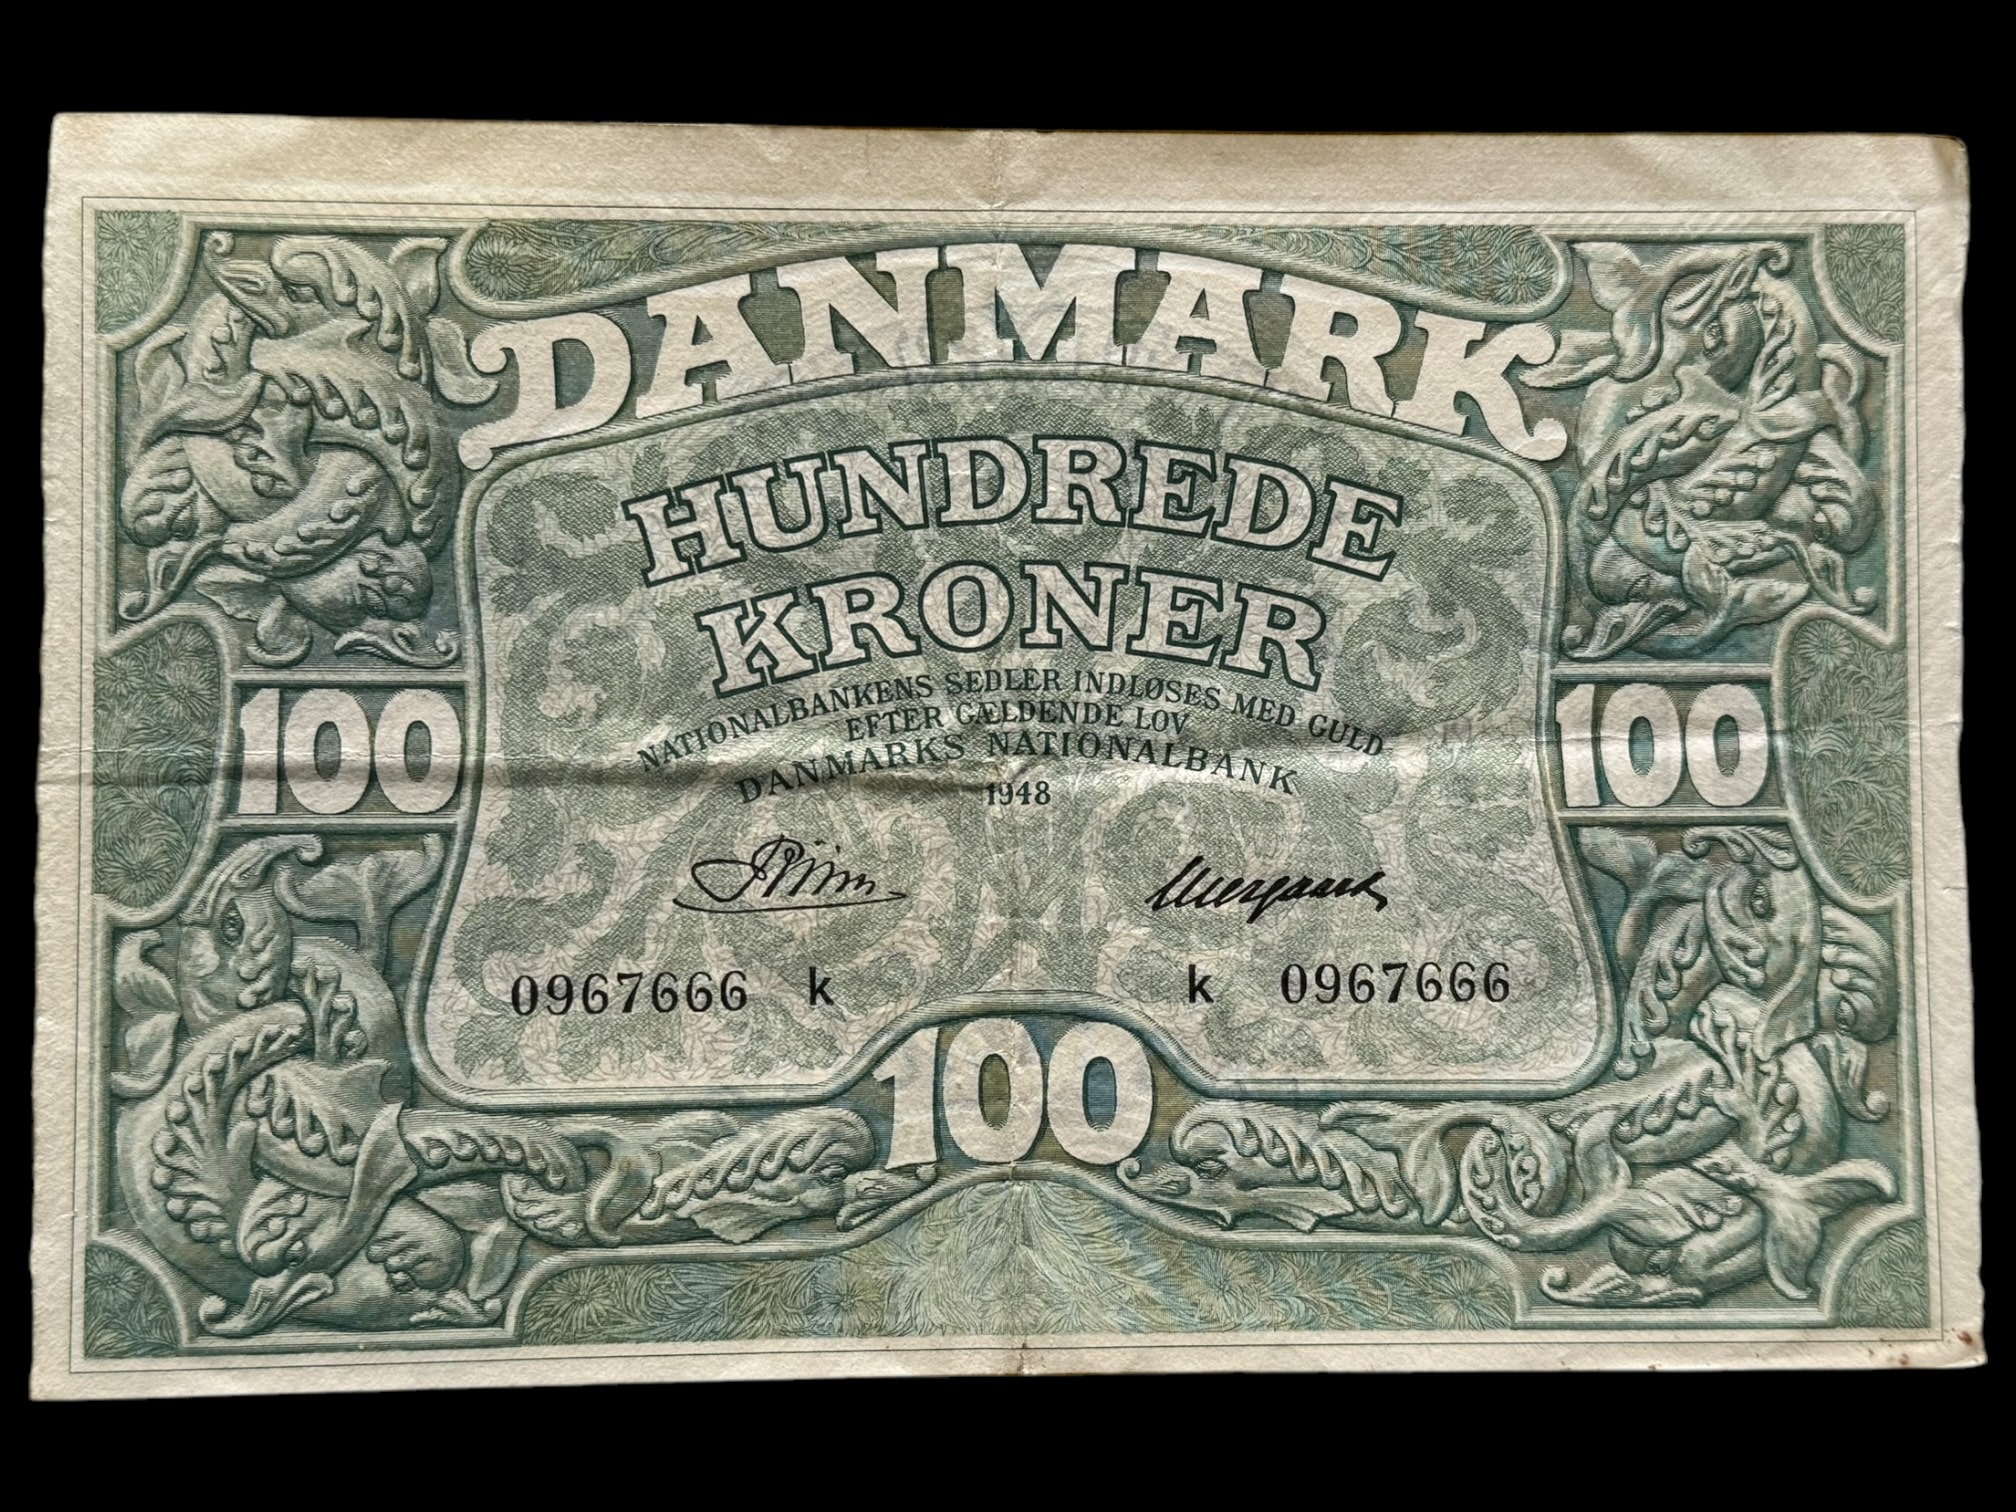 DANMARK
HUNDREDE
KRONER
NATIONALBANKENS SEDLER INDLØSES MED GULD
EFTER GÆLDENDE LOV
DANMARKS NATIONALBANK
1948
100 100
0967666 k k 0967666
100